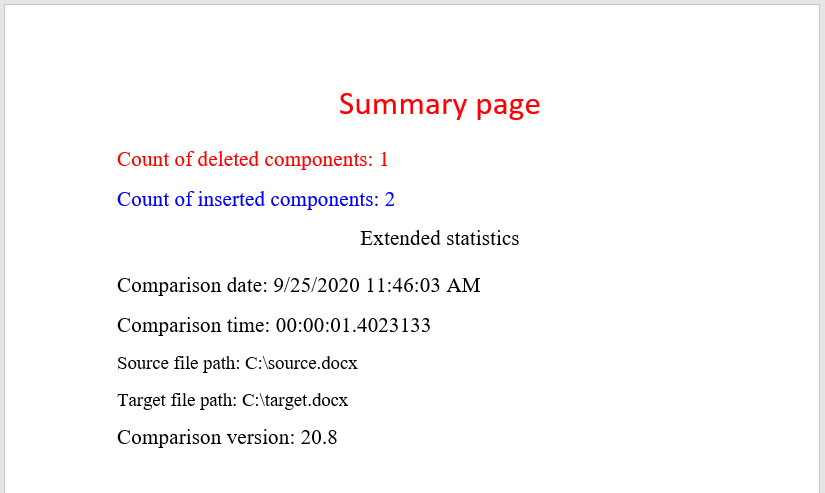 Summary page
Count of deleted components: 1
Count of inserted components: 2
Extended statistics
Comparison date: 9/25/2020 11:46:03 AM
Comparison time: 00:00:01.4023133
Source file path: C:\source.docx
Target file path: C:\target.docx
Comparison version: 20.8